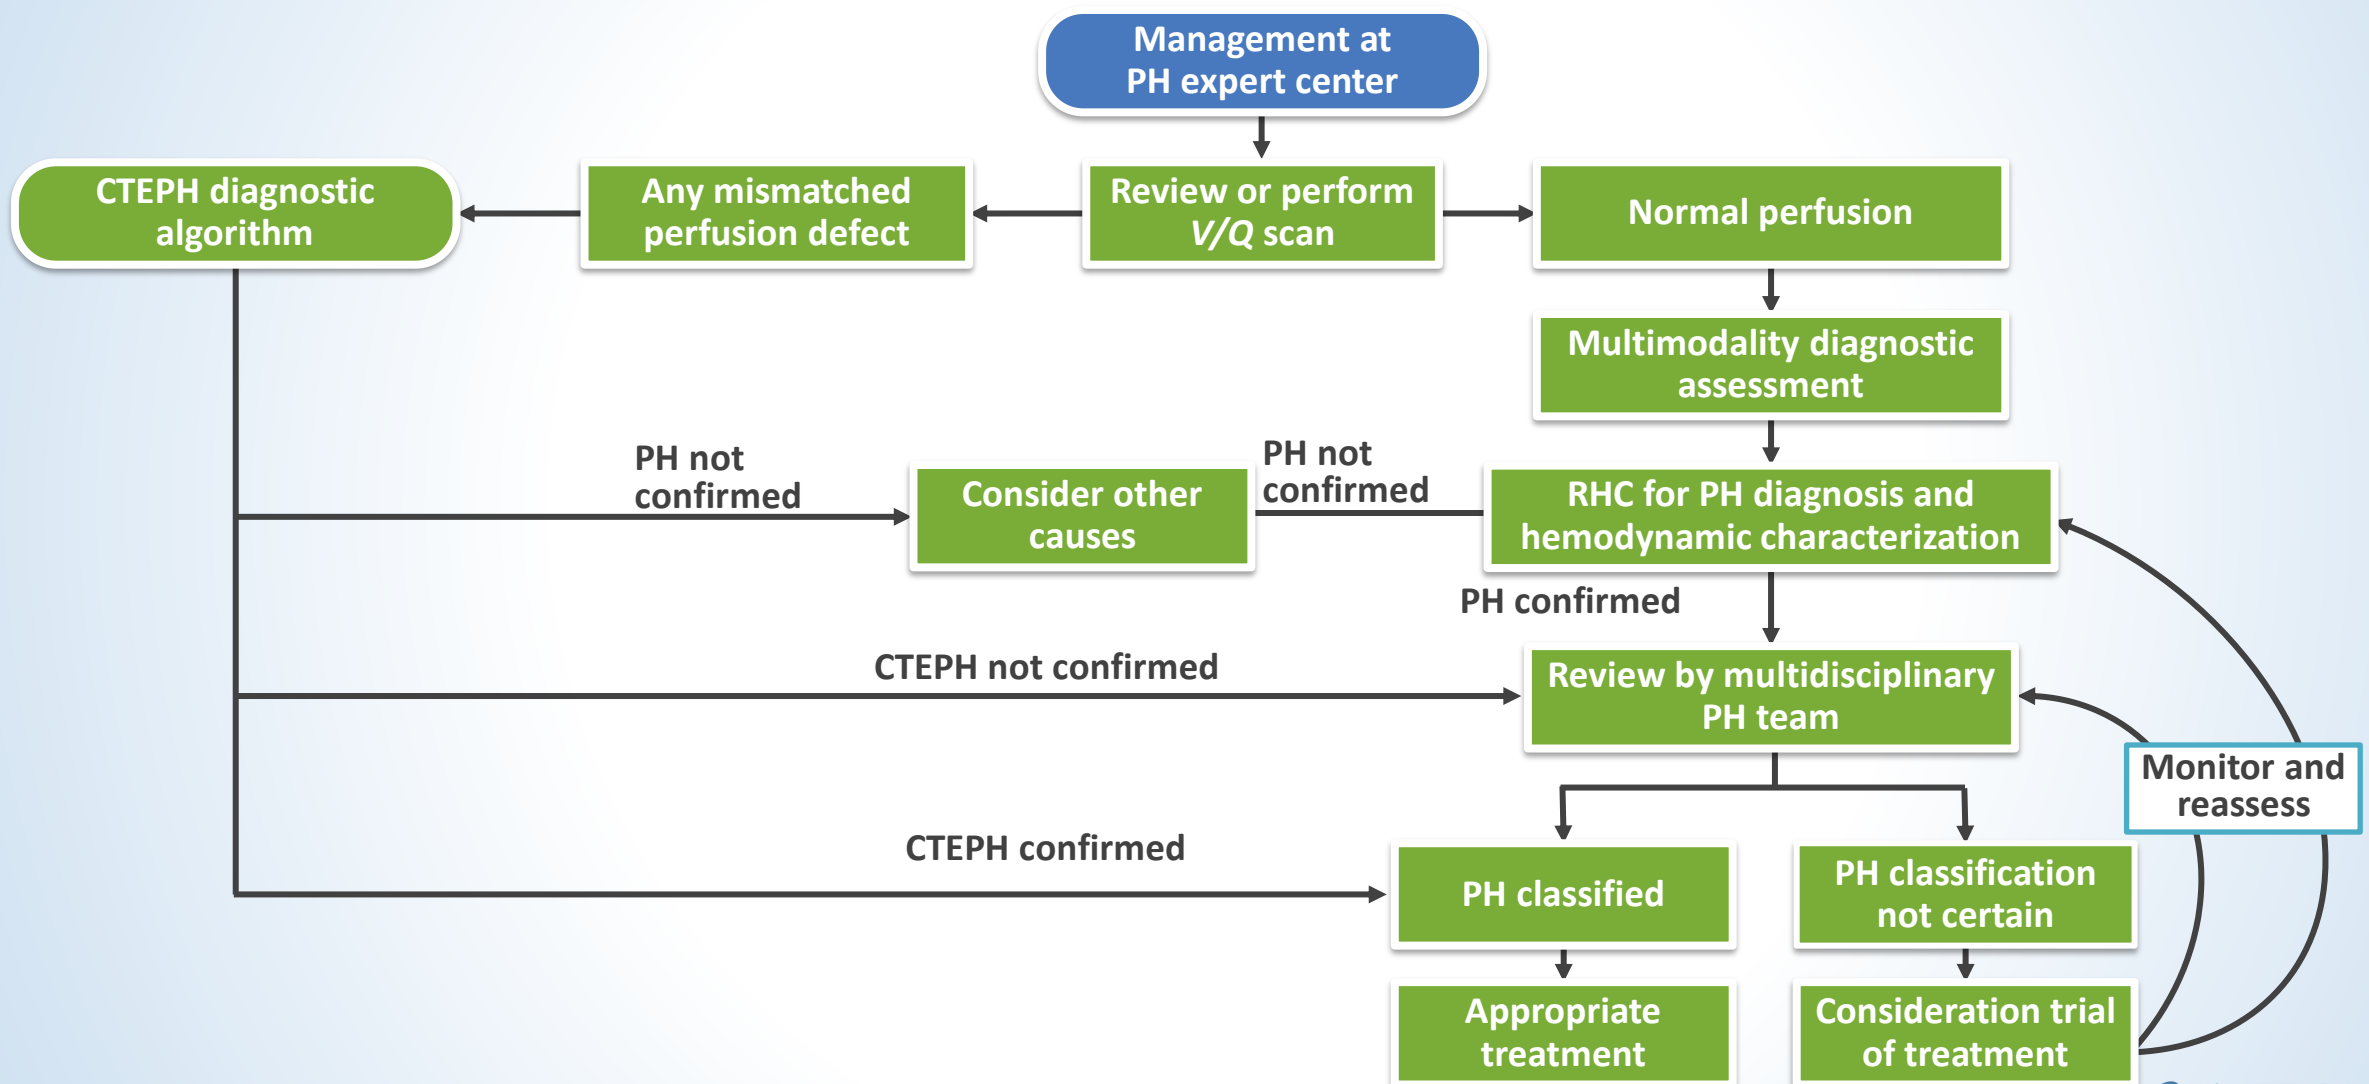 Management at
PH expert center
CTEPH diagnostic
algorithm
Any mismatched
perfusion defect
Review or perform
V/Q scan
Normal perfusion
Multimodality diagnostic
assessment
PH not
confirmed
Consider other
causes
PH not
confirmed
RHC for PH diagnosis and
hemodynamic characterization
PH confirmed
CTEPH not confirmed
Review by multidisciplinary
PH team
Monitor and
reassess
CTEPH confirmed
PH classified
PH classification
not certain
Appropriate
treatment
Consideration trial
of treatment